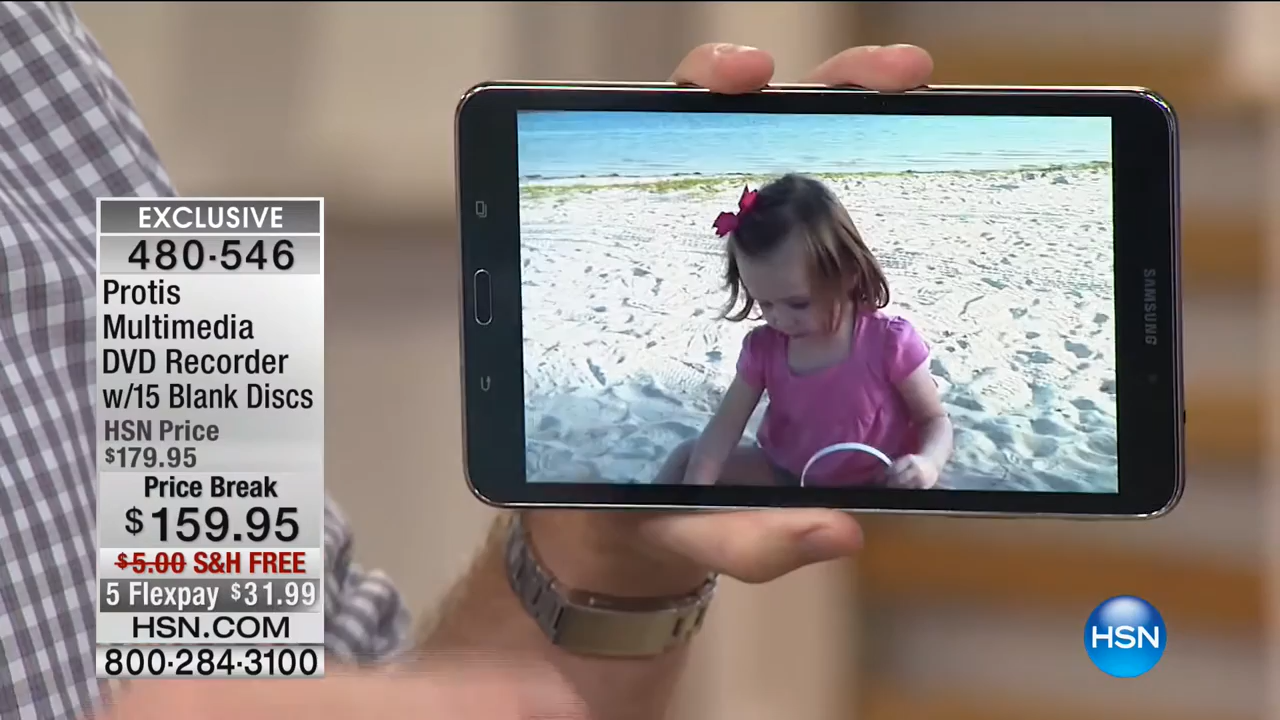 EXCLUSIVE
480·546
Protis
Multimedia
DVD Recorder
w/15 Blank Discs
HSN Price
$179.95
Price Break
$159.95
$5.00 S&H FREE
5 Flexpay $31.99
HSN.COM
800·284·3100
SAMSUNG
HSN